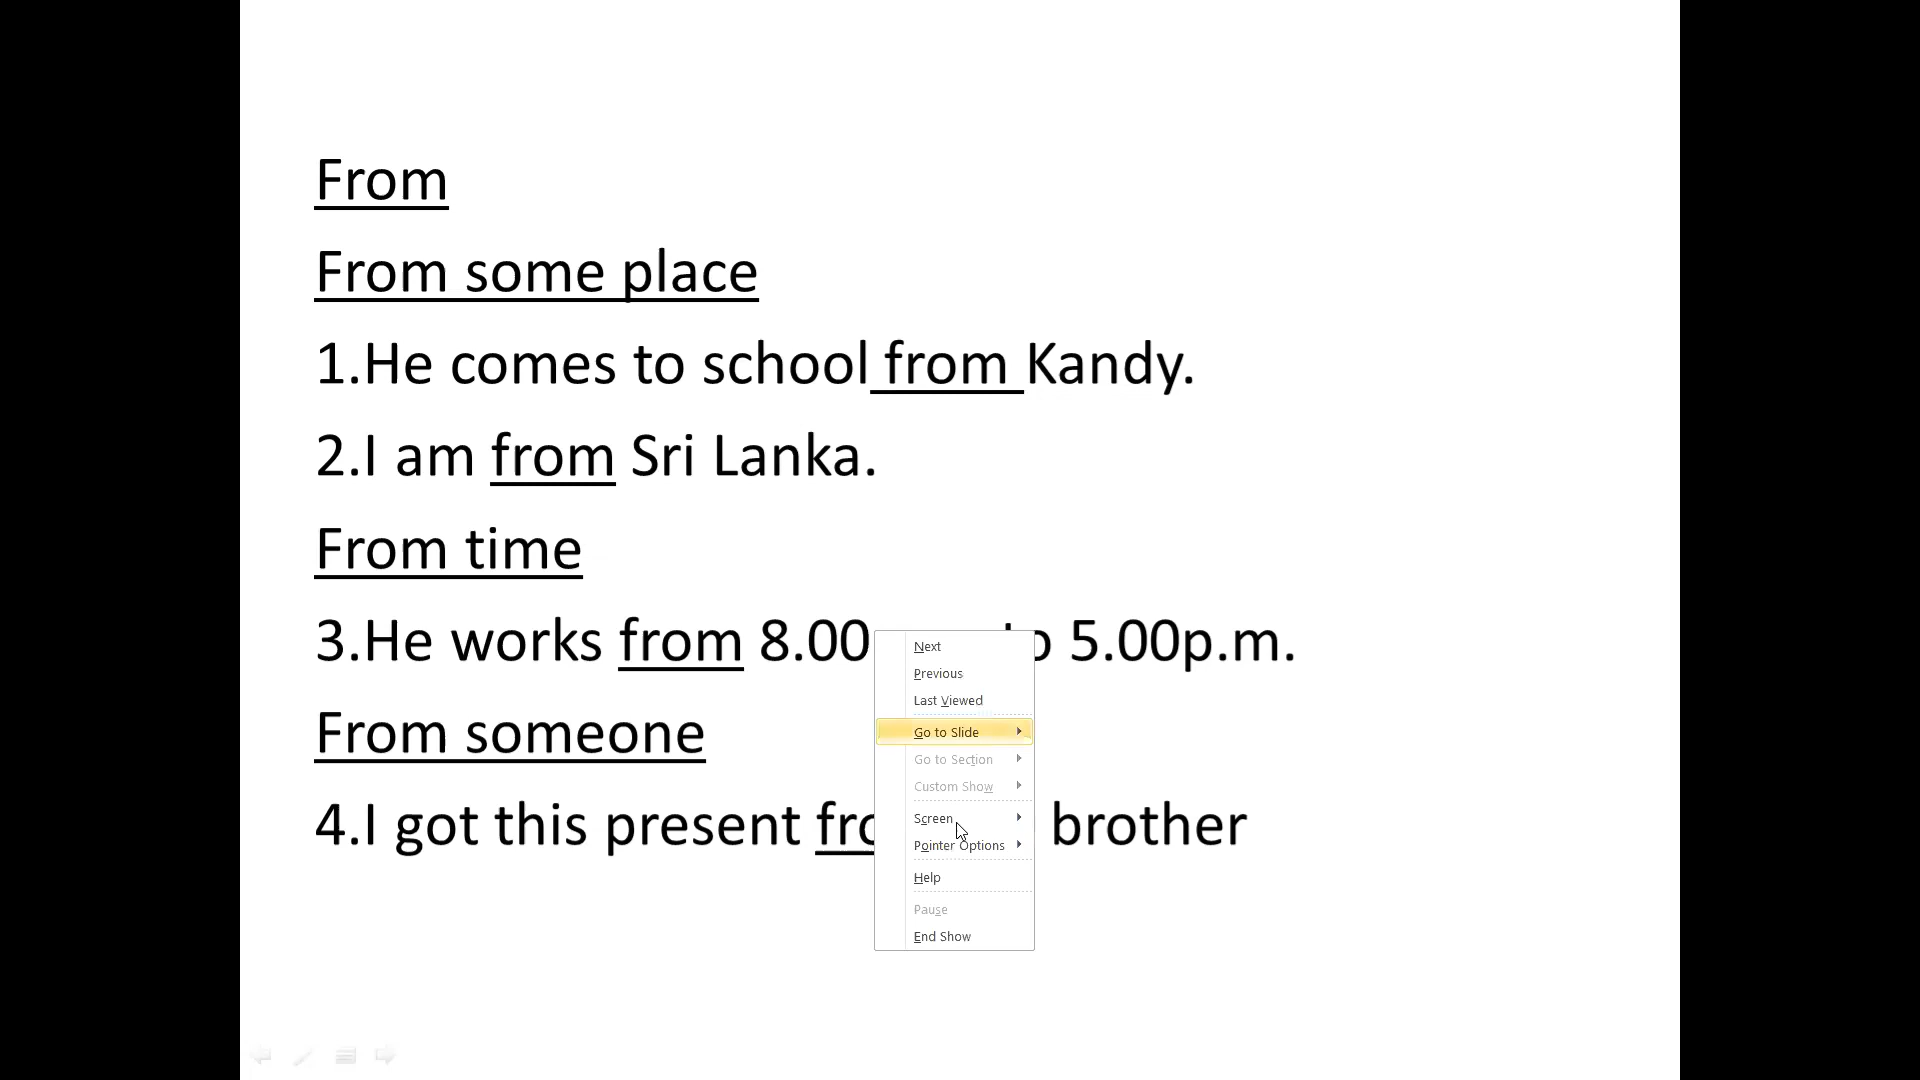 From
From some place
1.He comes to school from Kandy.
2.I am from Sri Lanka.
From time
3.He works from 8.00 to 5.00p.m.
From someone
4.I got this present brother
Next
Previous
Last Viewed
Go to Slide
Go to Section
Custom Show
Screen
Pointer Options
Help
Pause
End Show